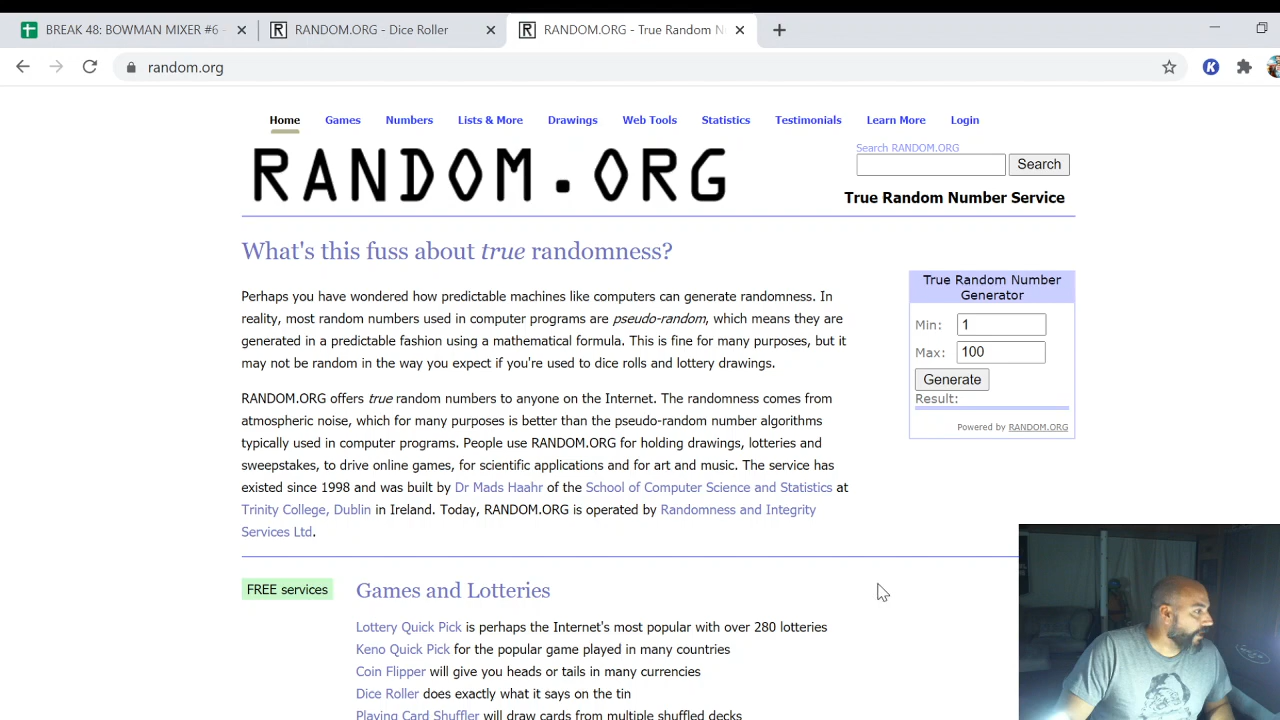 BREAK 48: BOWMAN MIXER #6 -
RANDOM.ORG - Dice Roller
RANDOM.ORG - True Random N
random.org
Home Games Numbers Lists & More Drawings Web Tools Statistics Testimonials Learn More Login
RANDOM.ORG
Search RANDOM.ORG
Search
True Random Number Service
What's this fuss about true randomness?
Perhaps you have wondered how predictable machines like computers can generate randomness. In
reality, most random numbers used in computer programs are pseudo-random, which means they are
generated in a predictable fashion using a mathematical formula. This is fine for many purposes, but it
may not be random in the way you expect if you're used to dice rolls and lottery drawings.
RANDOM.ORG offers true random numbers to anyone on the Internet. The randomness comes from
atmospheric noise, which for many purposes is better than the pseudo-random number algorithms
typically used in computer programs. People use RANDOM.ORG for holding drawings, lotteries and
sweepstakes, to drive online games, for scientific applications and for art and music. The service has
existed since 1998 and was built by Dr Mads Haahr of the School of Computer Science and Statistics at
Trinity College, Dublin in Ireland. Today, RANDOM.ORG is operated by Randomness and Integrity
Services Ltd.
True Random Number
Generator
Min: 1
Max: 100
Generate
Result:
Powered by RANDOM.ORG
FREE services
Games and Lotteries
Lottery Quick Pick is perhaps the Internet's most popular with over 280 lotteries
Keno Quick Pick for the popular game played in many countries
Coin Flipper will give you heads or tails in many currencies
Dice Roller does exactly what it says on the tin
Playing Card Shuffler will draw cards from multiple shuffled decks